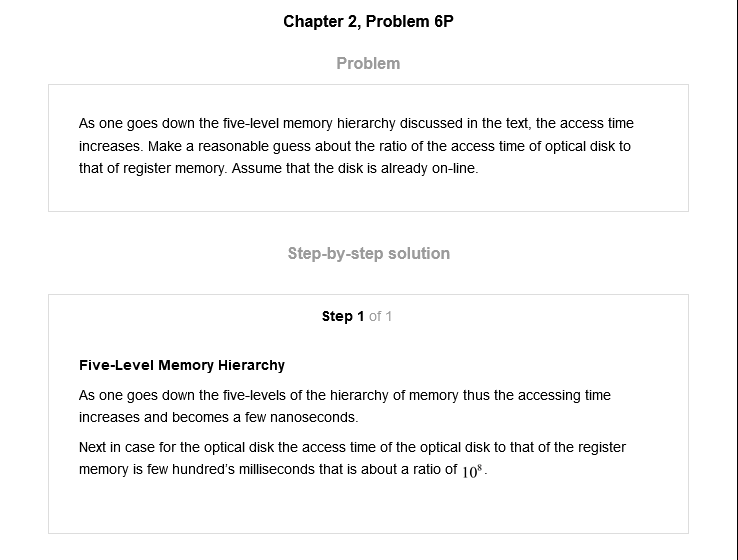 Chapter 2, Problem 6P
Problem
As one goes down the five-level memory hierarchy discussed in the text, the access time
increases. Make a reasonable guess about the ratio of the access time of optical disk to
that of register memory. Assume that the disk is already on-line.
Step-by-step solution
Step 1 of 1
Five-Level Memory Hierarchy
As one goes down the five-levels of the hierarchy of memory thus the accessing time
increases and becomes a few nanoseconds.
Next in case for the optical disk the access time of the optical disk to that of the register
memory is few hundred's milliseconds that is about a ratio of 10⁸.